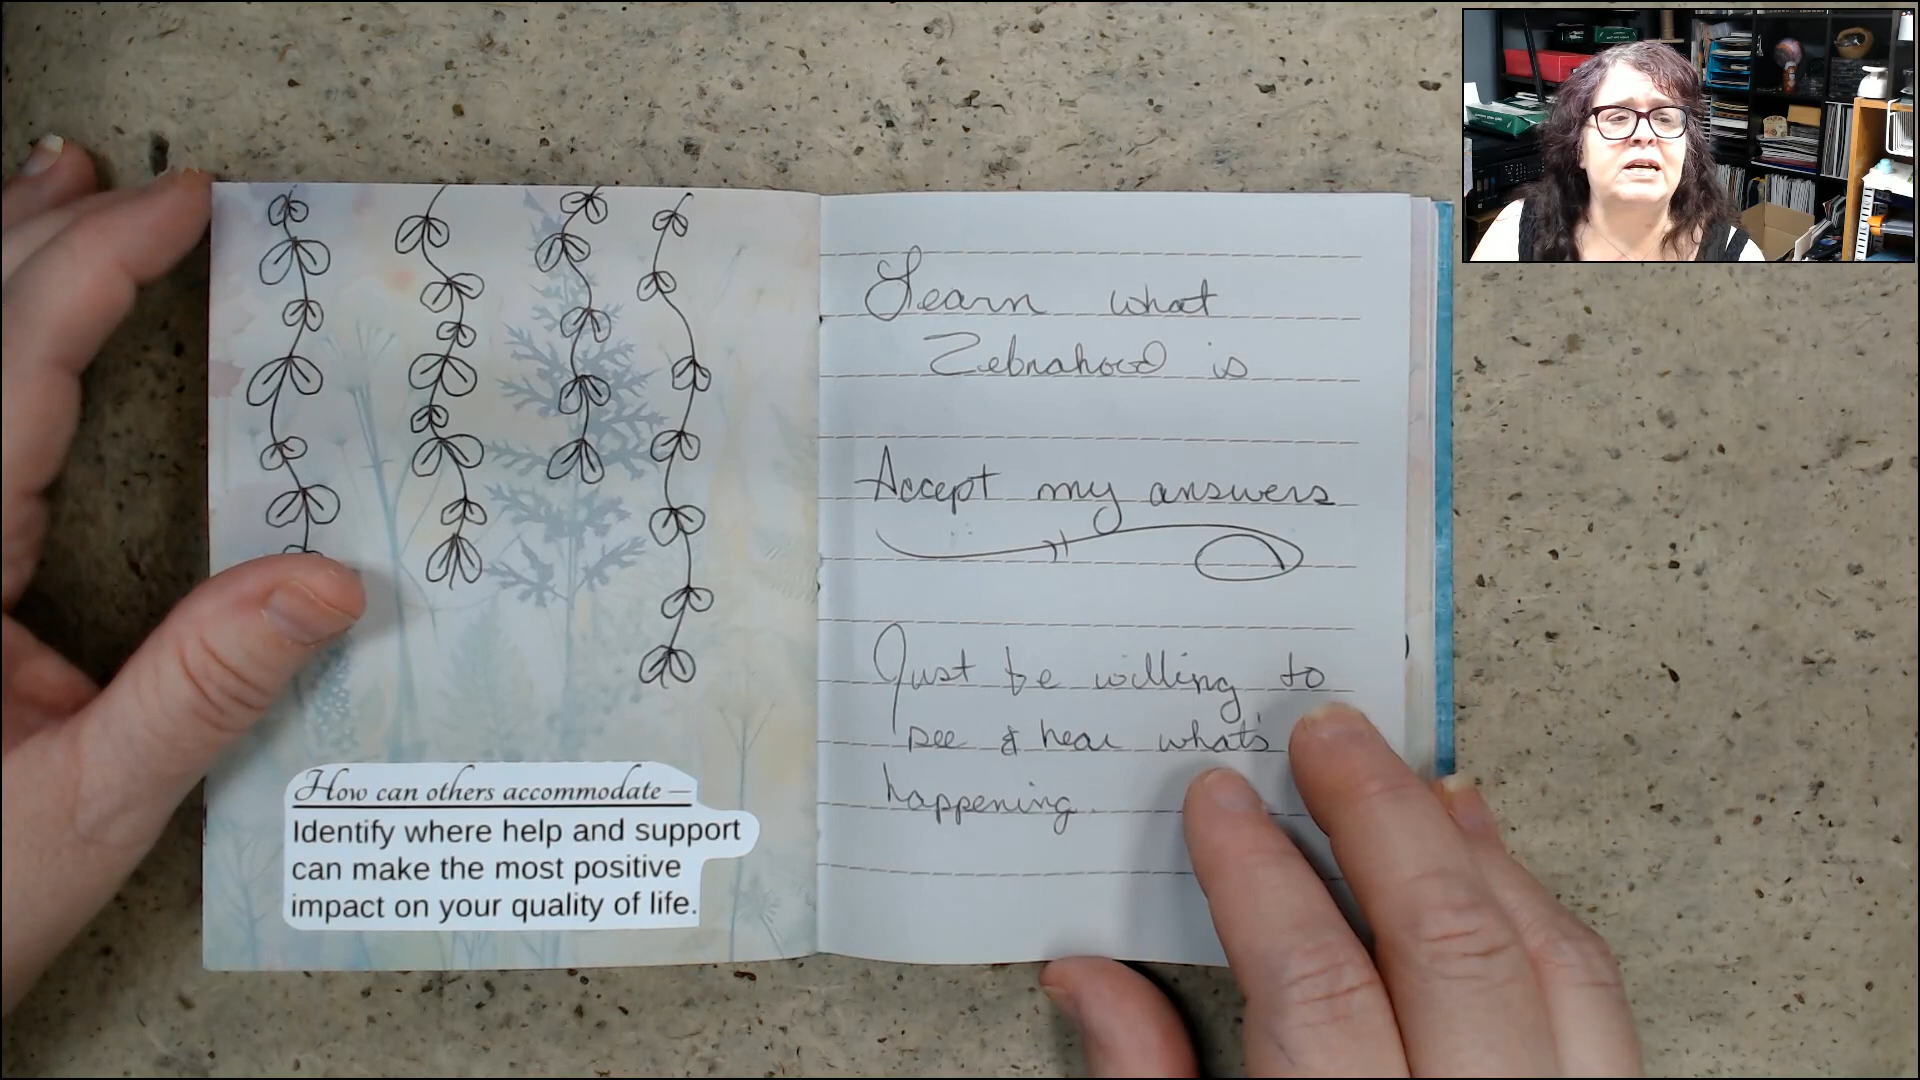 How can others accommodate —
Identify where help and support
can make the most positive
impact on your quality of life.
Learn what
Zebrahood is
Accept my answers
Just be willing to
see & hear what's
happening.